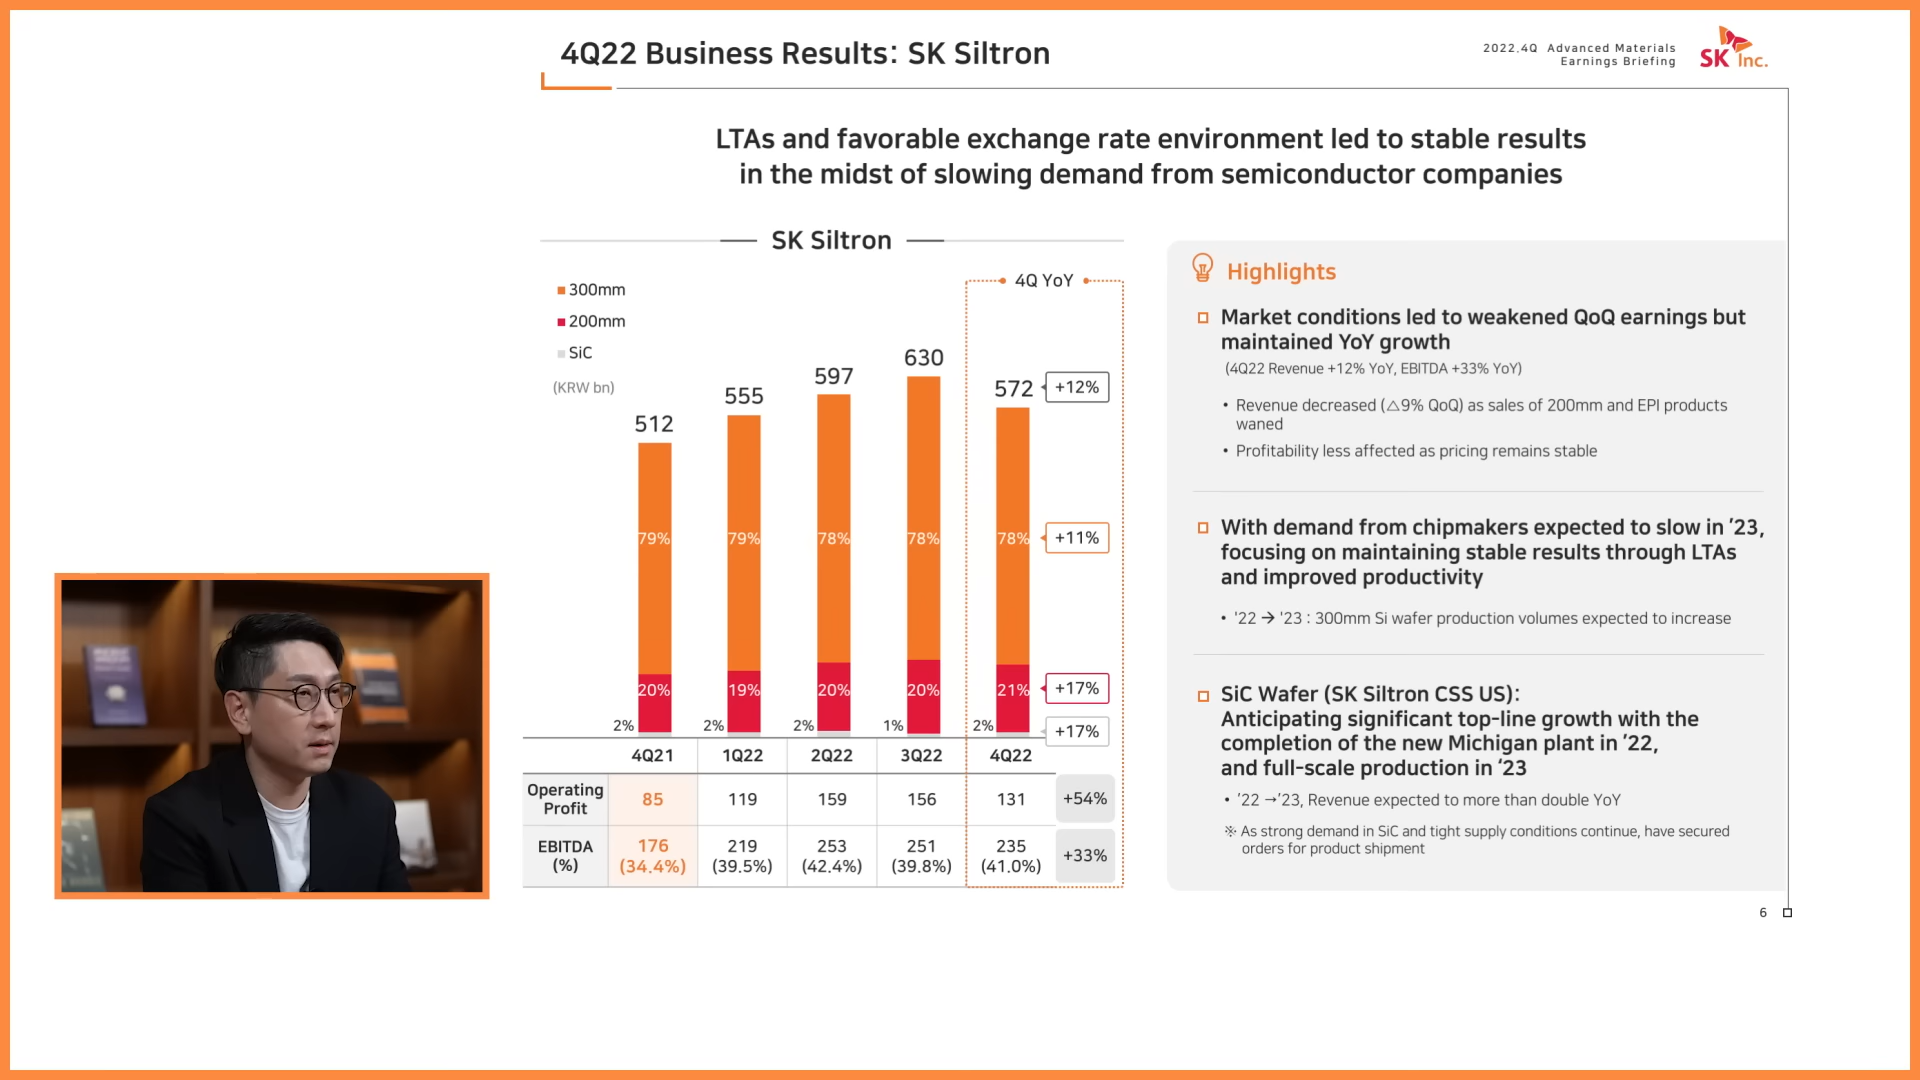 4Q22 Business Results: SK Siltron
2022.4Q Advanced Materials
Earnings Briefing
SK Inc.
LTAs and favorable exchange rate environment led to stable results
in the midst of slowing demand from semiconductor companies
SK Siltron
300mm
200mm
SiC
(KRW bn)
4Q YoY
512
555
597
630
572
+12%
79%
79%
78%
78%
78%
+11%
20%
19%
20%
20%
21%
+17%
2%
2%
2%
1%
2%
+17%
4Q21
1Q22
2Q22
3Q22
4Q22
Operating
Profit
85
119
159
156
131
+54%
EBITDA
(%)
176
(34.4%)
219
(39.5%)
253
(42.4%)
251
(39.8%)
235
(41.0%)
+33%
Highlights
Market conditions led to weakened QoQ earnings but
maintained YoY growth
(4Q22 Revenue +12% YoY, EBITDA +33% YoY)
• Revenue decreased (△9% QoQ) as sales of 200mm and EPI products
waned
• Profitability less affected as pricing remains stable
With demand from chipmakers expected to slow in ’23,
focusing on maintaining stable results through LTAs
and improved productivity
• '22 → '23 : 300mm Si wafer production volumes expected to increase
SiC Wafer (SK Siltron CSS US):
Anticipating significant top-line growth with the
completion of the new Michigan plant in ’22,
and full-scale production in ‘23
• ’22 →’23, Revenue expected to more than double YoY
※ As strong demand in SiC and tight supply conditions continue, have secured
orders for product shipment
6